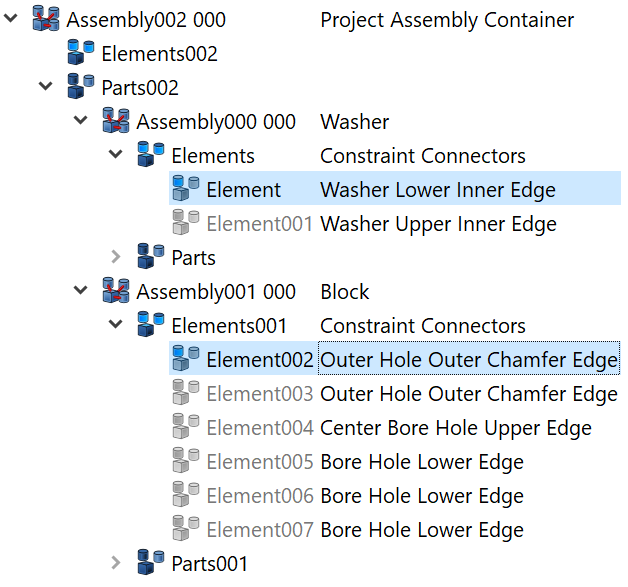 Assembly002 000 Project Assembly Container
Elements002
Parts002
Assembly000 000 Washer
Elements Constraint Connectors
Element Washer Lower Inner Edge
Element001 Washer Upper Inner Edge
Parts
Assembly001 000 Block
Elements001 Constraint Connectors
Element002 Outer Hole Outer Chamfer Edge
Element003 Outer Hole Outer Chamfer Edge
Element004 Center Bore Hole Upper Edge
Element005 Bore Hole Lower Edge
Element006 Bore Hole Lower Edge
Element007 Bore Hole Lower Edge
Parts001